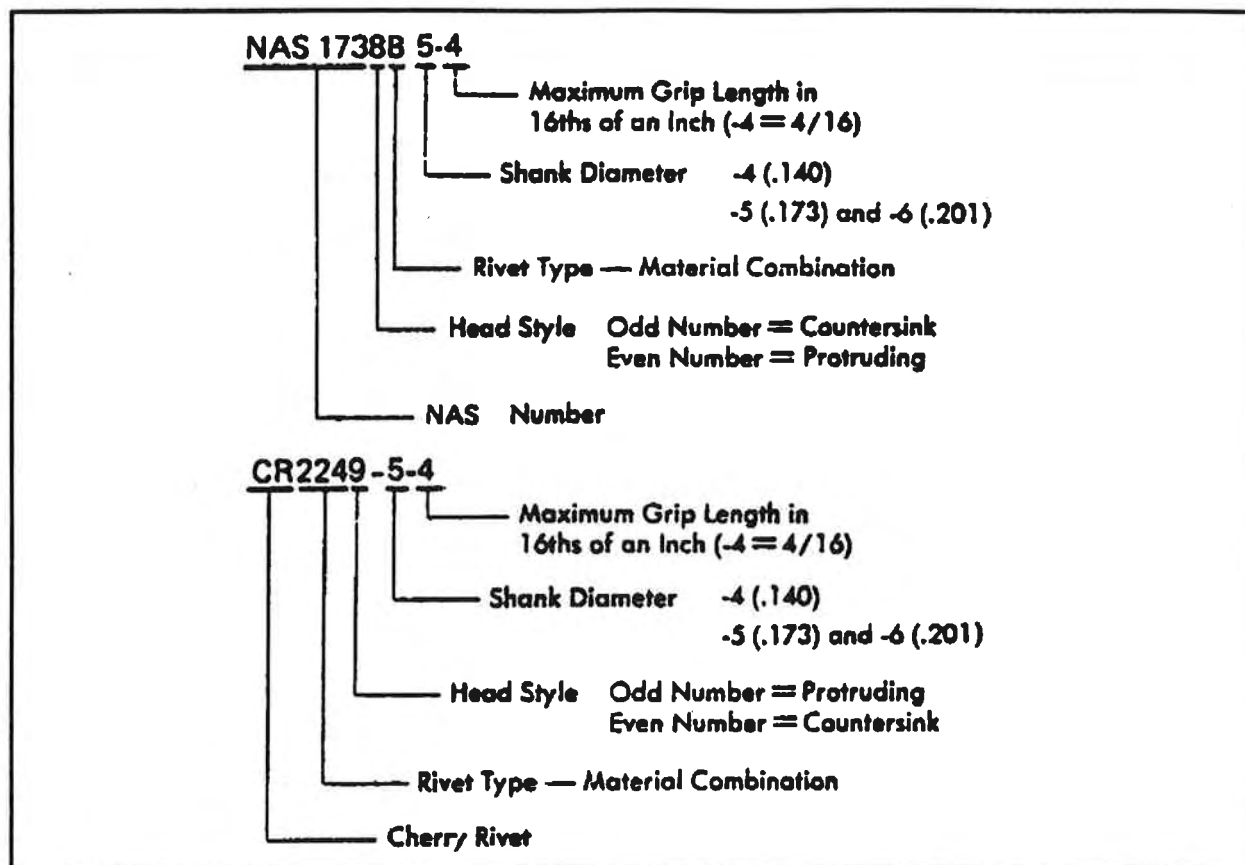 NAS 1738B 5-4
Maximum Grip Length in
16ths of an Inch (-4 = 4/16)
Shank Diameter -4 (.140)
-5 (.173) and -6 (.201)
Rivet Type — Material Combination
Head Style Odd Number = Countersink
Even Number = Protruding
NAS Number
CR2249-5-4
Maximum Grip Length in
16ths of an Inch (-4 = 4/16)
Shank Diameter -4 (.140)
-5 (.173) and -6 (.201)
Head Style Odd Number = Protruding
Even Number = Countersink
Rivet Type — Material Combination
Cherry Rivet